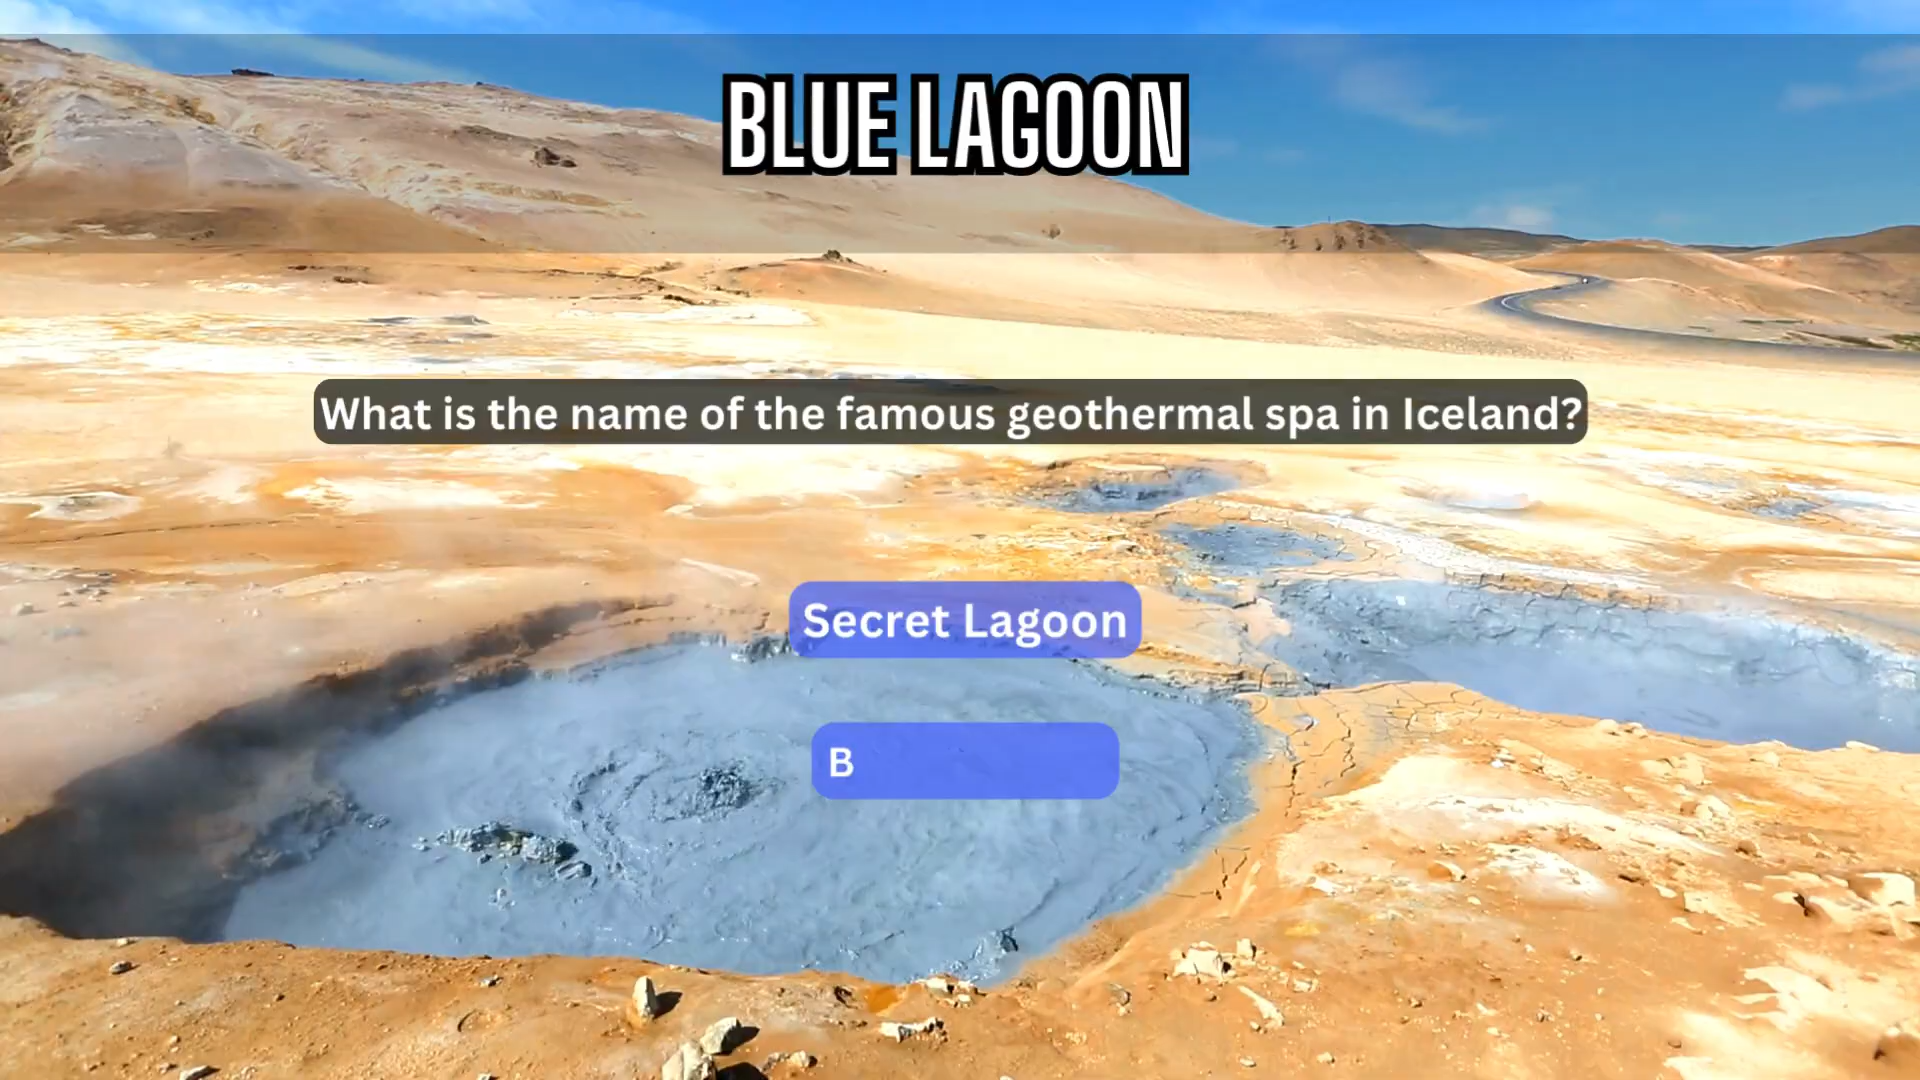 BLUE LAGOON
What is the name of the famous geothermal spa in Iceland?
Secret Lagoon
B